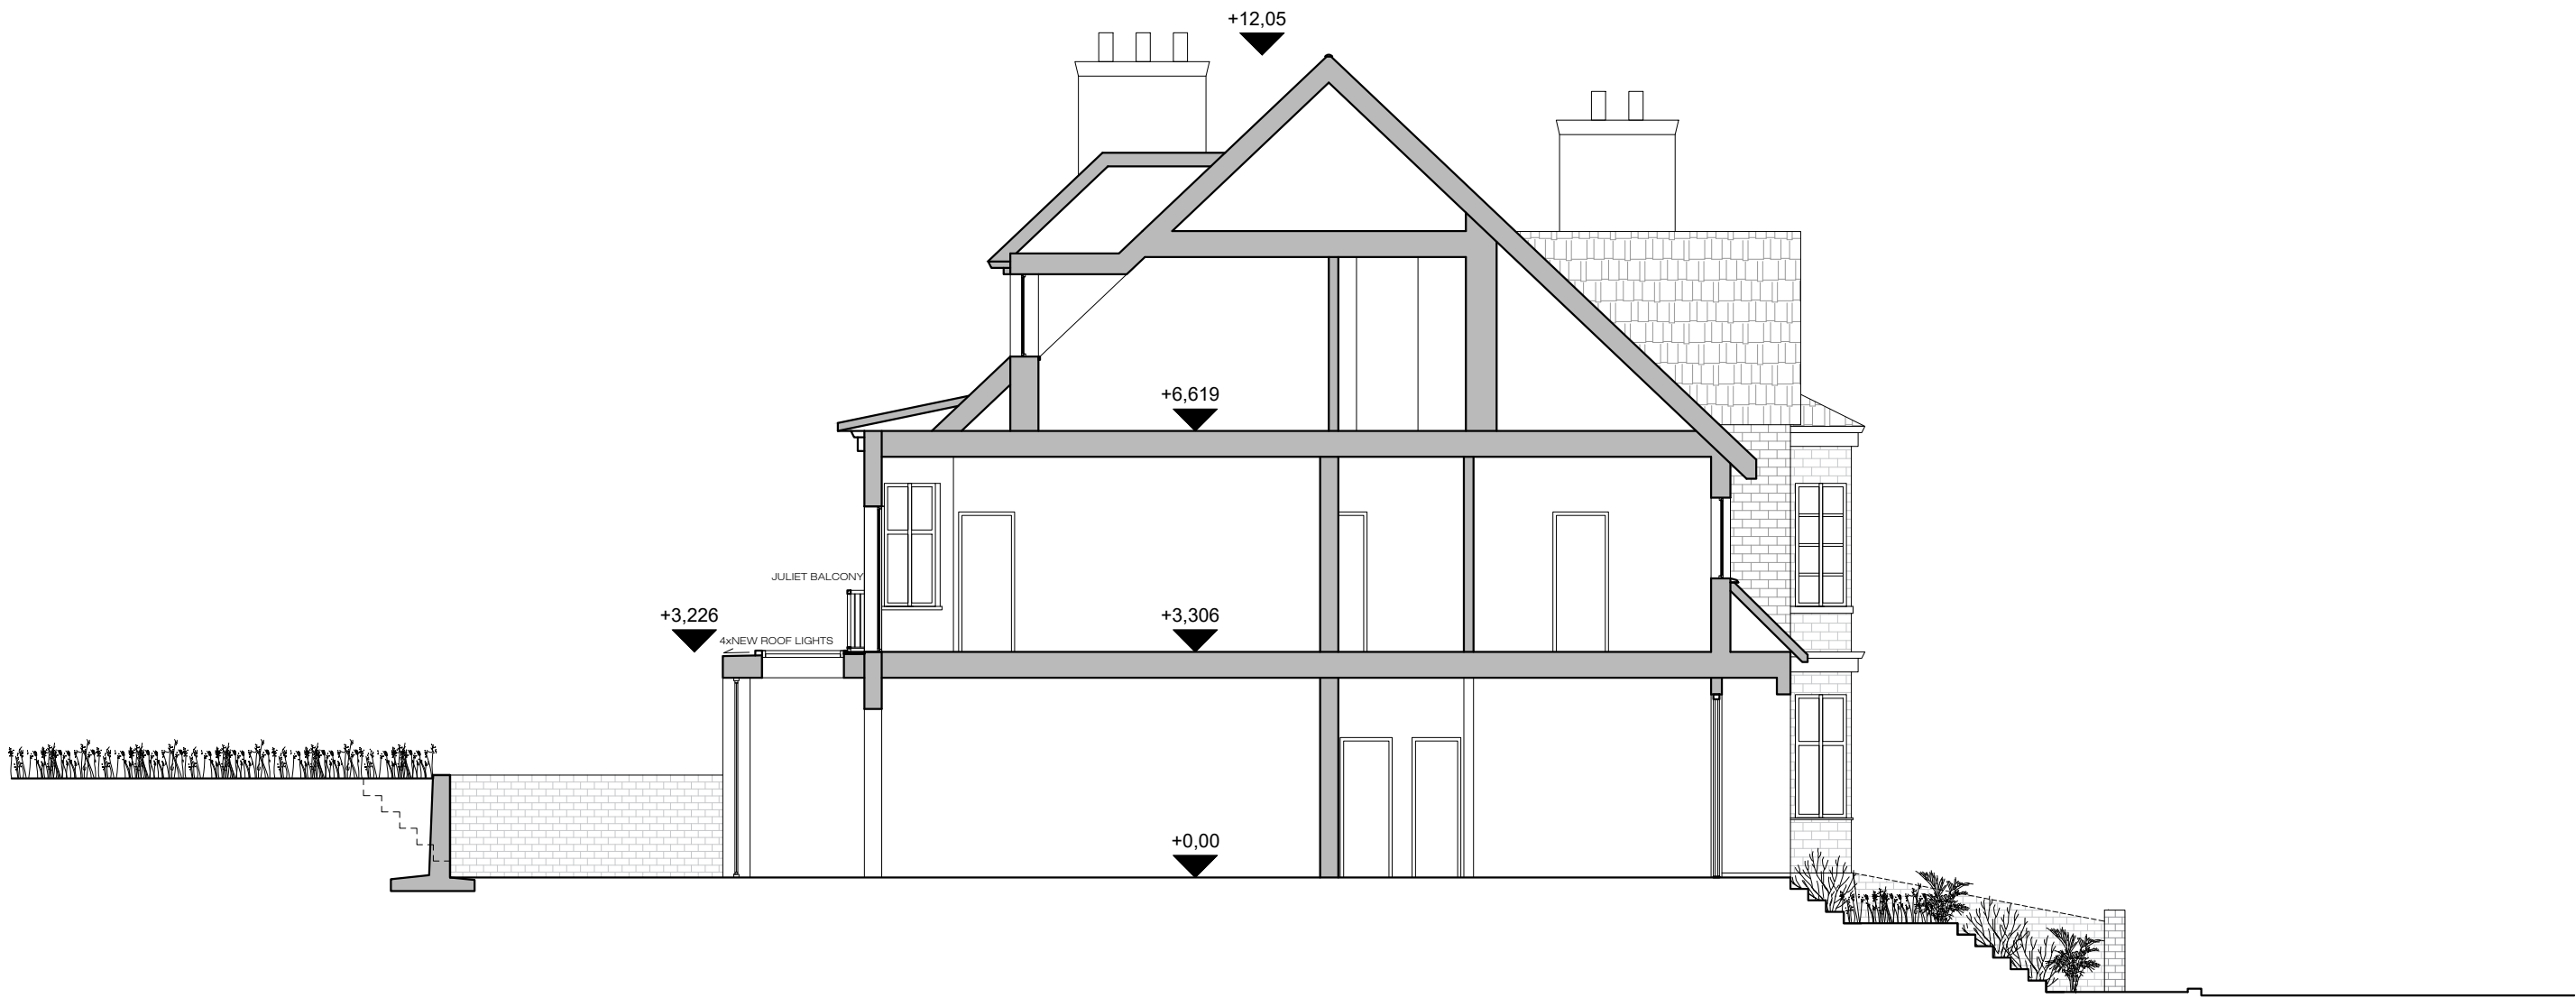 +12,05
+6,619
JULIET BALCONY
+3,226
+3,306
4xNEW ROOF LIGHTS
+0,00